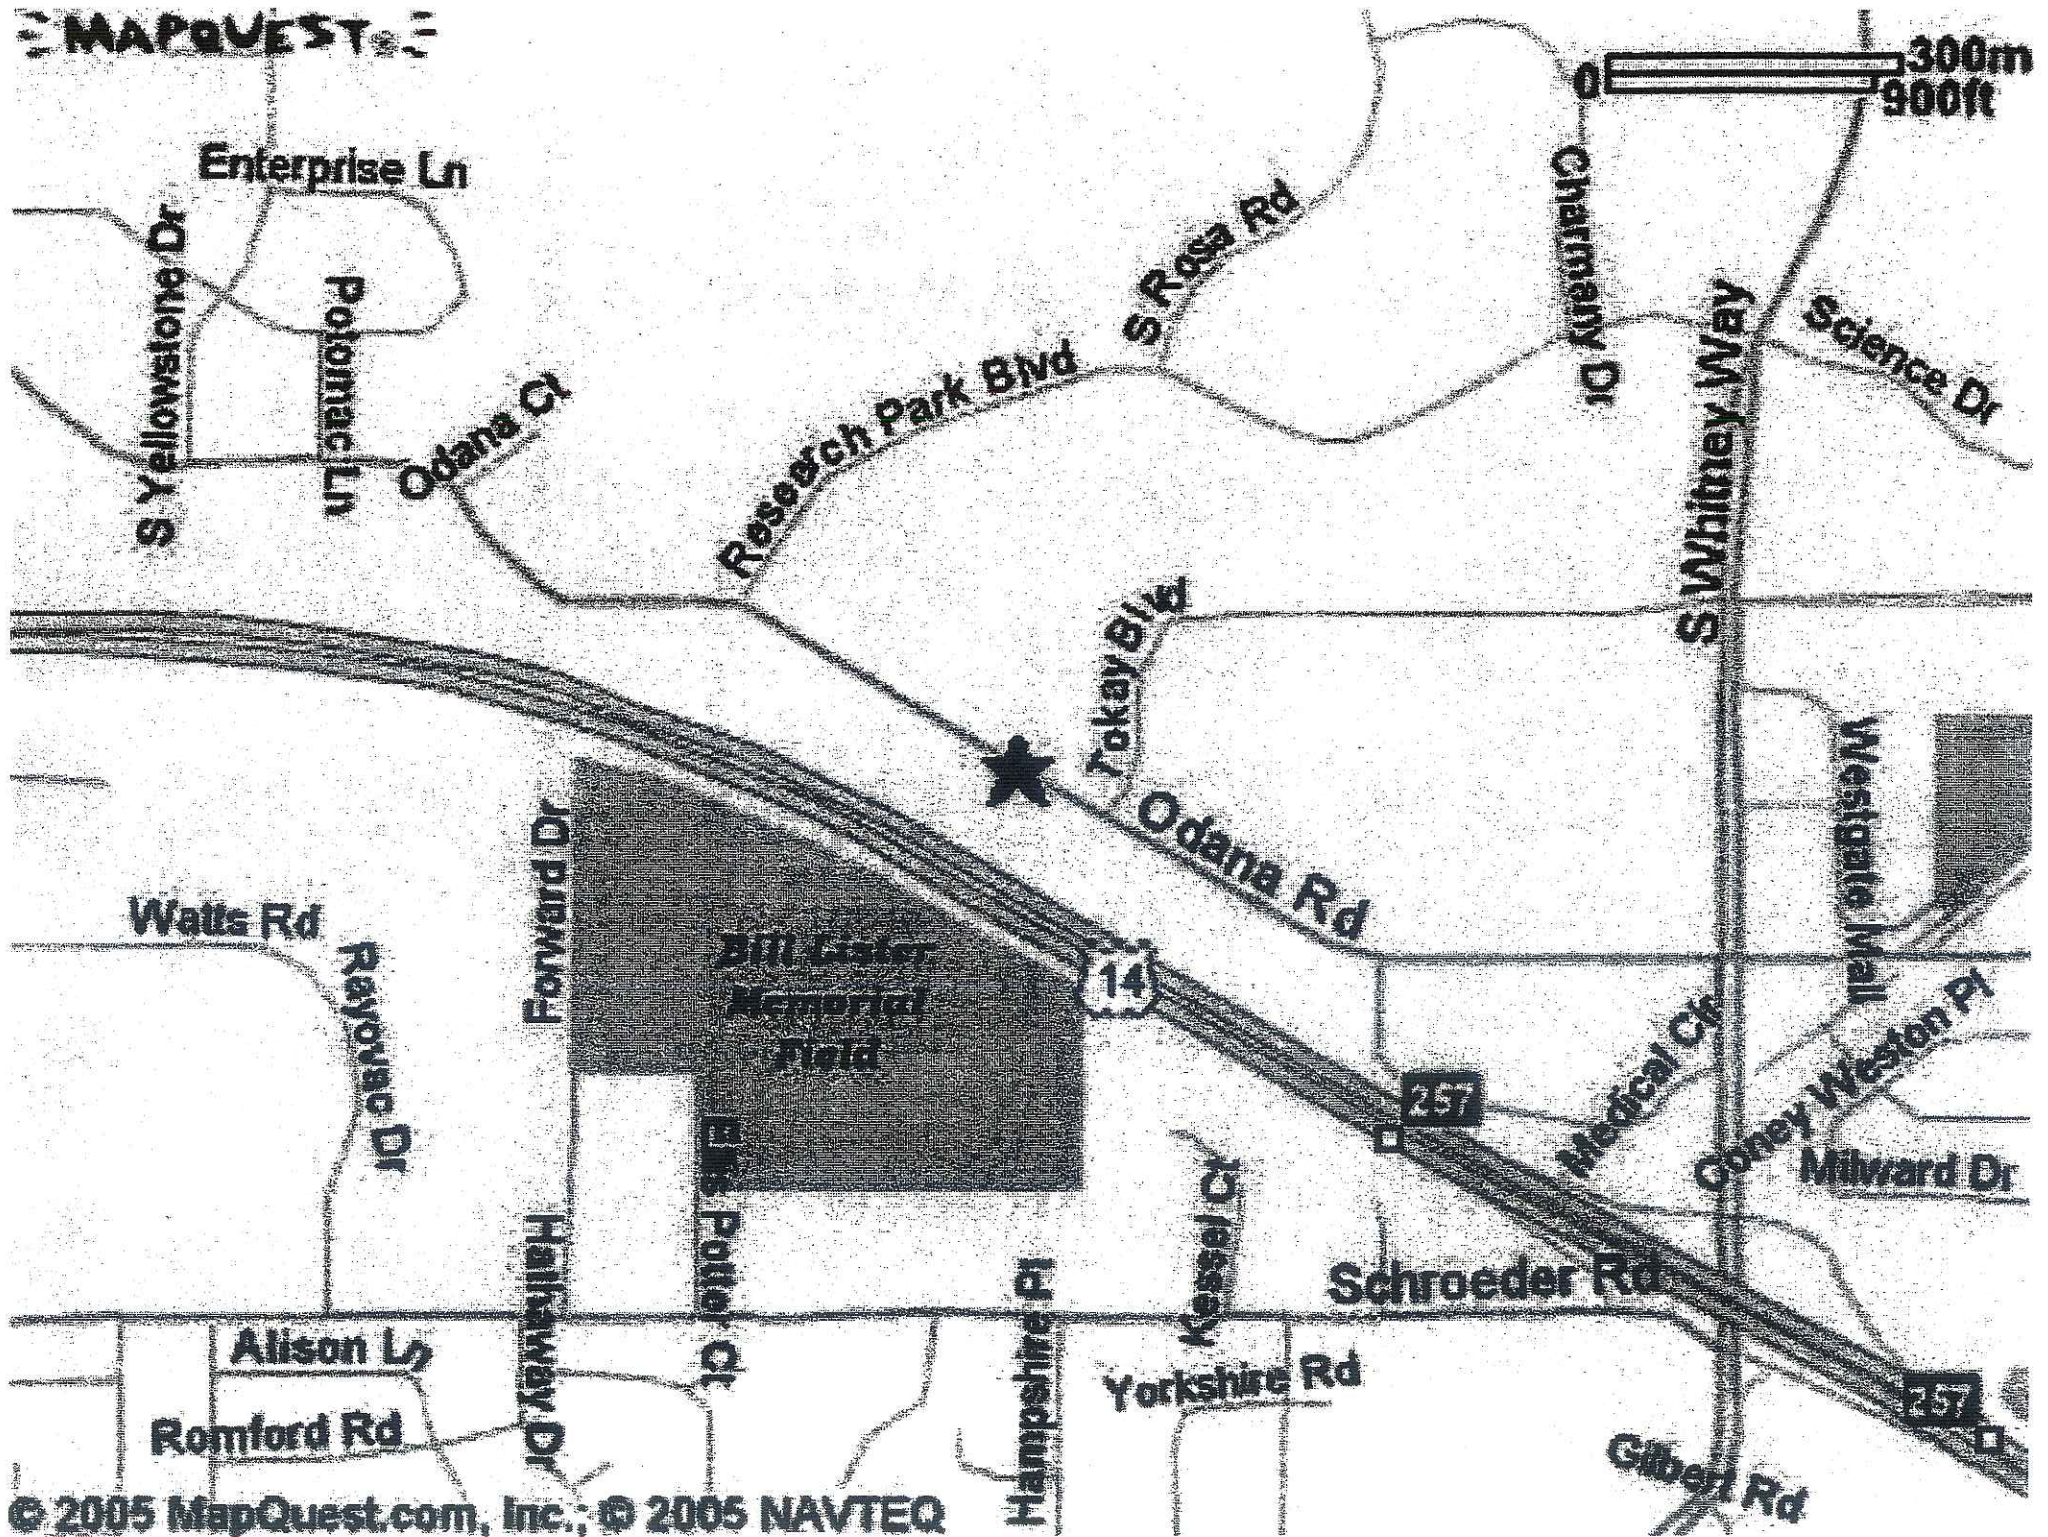 MAPQUEST
0
300m
900ft
Enterprise Ln
S Yellowstone Dr
Potomac Ln
Odana Ct
Research Park Blvd
S Rosa Rd
Charmany Dr
S Whitney Way
Science Dr
Tokay Blvd
Odana Rd
Westgate Mall
Forward Dr
Watts Rd
Rayovac Dr
Bill Lister
Memorial
Field
14
257
Medical Cir
Coney Weston Pl
Milward Dr
Ellis Potter Ct
Kessel Ct
Hathaway Dr
Hampshire Pl
Schroeder Rd
Alison Ln
Romford Rd
Yorkshire Rd
257
Gilbert Rd
© 2005 MapQuest.com, Inc.; © 2005 NAVTEQ